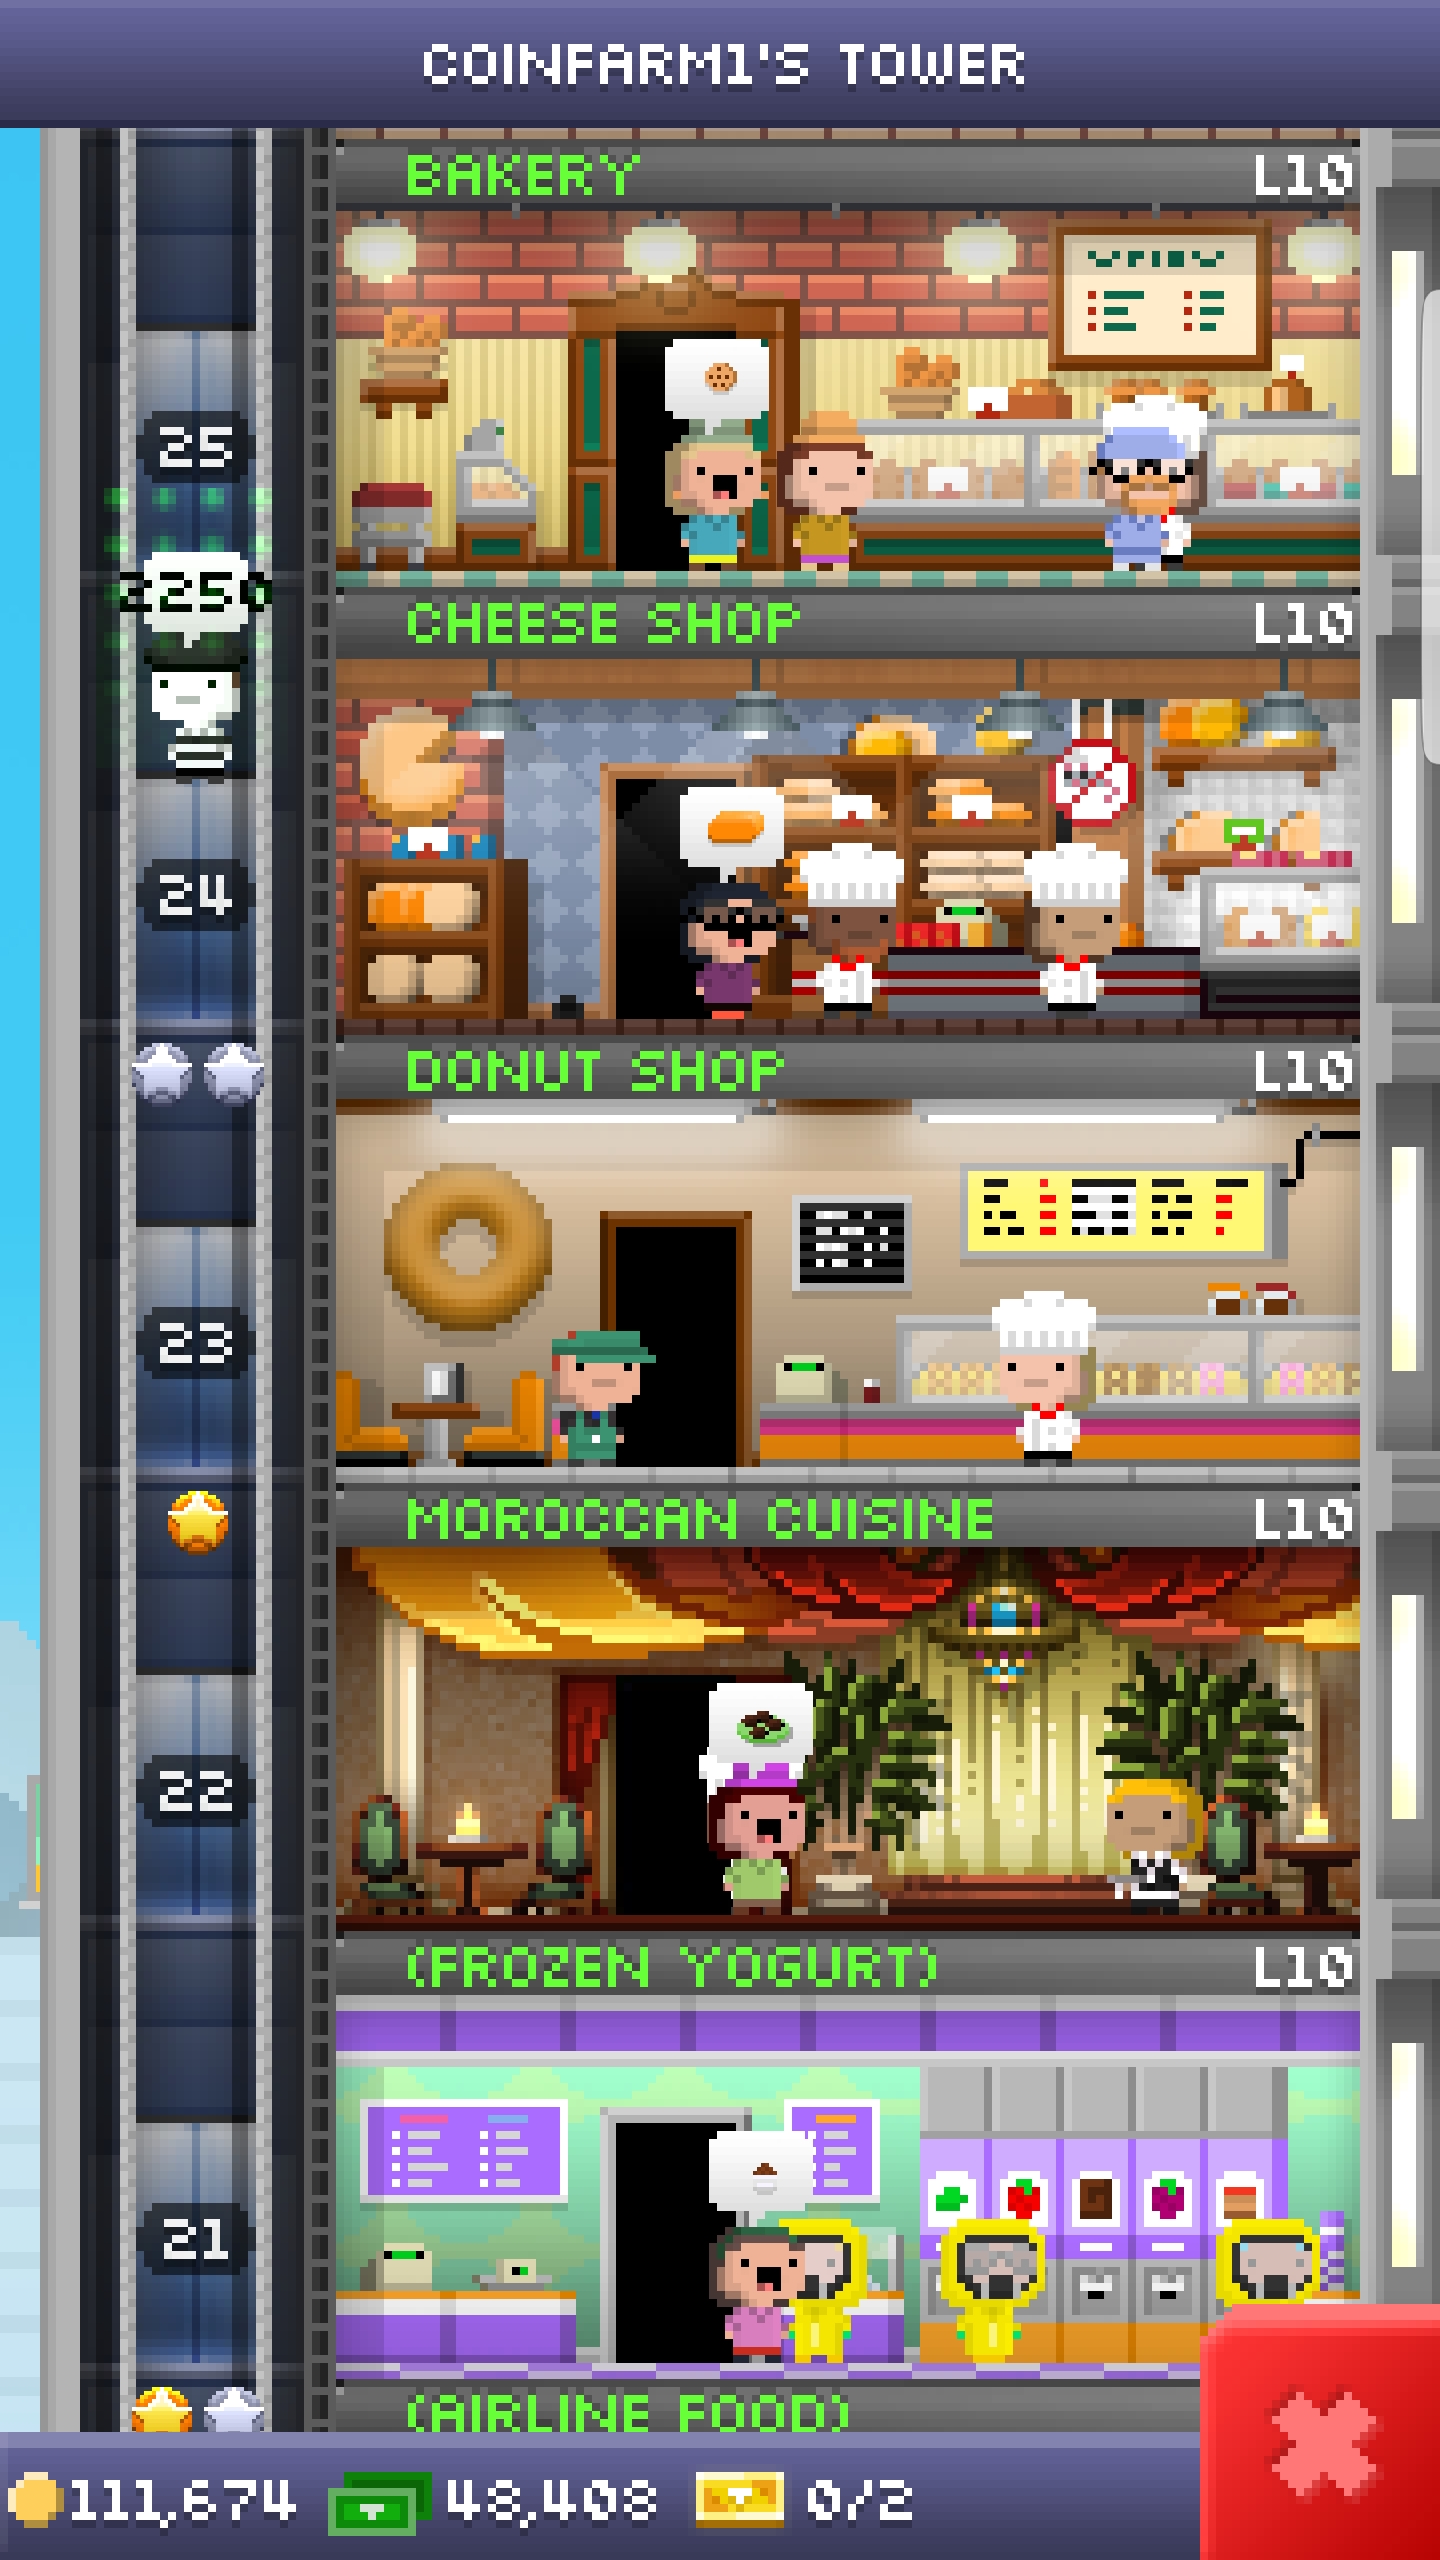 COINFARM1'S TOWER
BAKERY L10
25
2250
CHEESE SHOP L10
24
DONUT SHOP L10
23
MOROCCAN CUISINE L10
22
(FROZEN YOGURT) L10
21
(AIRLINE FOOD)
111,674 48,408 0/2